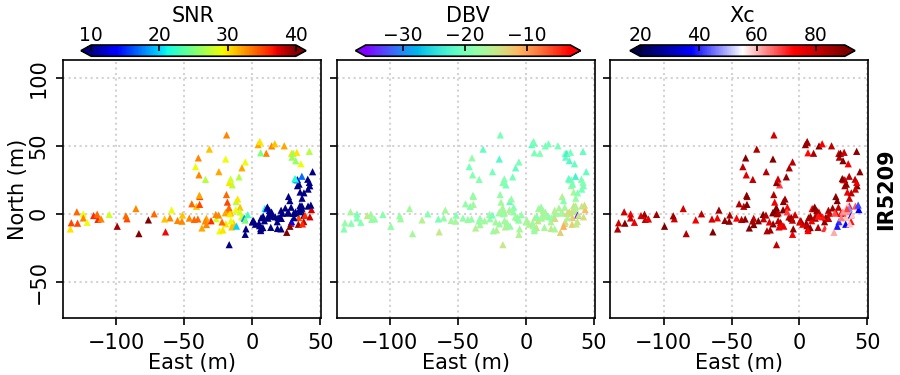 SNR DBV Xc
10 20 30 40 −30 −20 −10 20 40 60 80
100
50
0
−50
North (m)
IR5209
−100 −50 0 50 −100 −50 0 50 −100 −50 0 50
East (m) East (m) East (m)